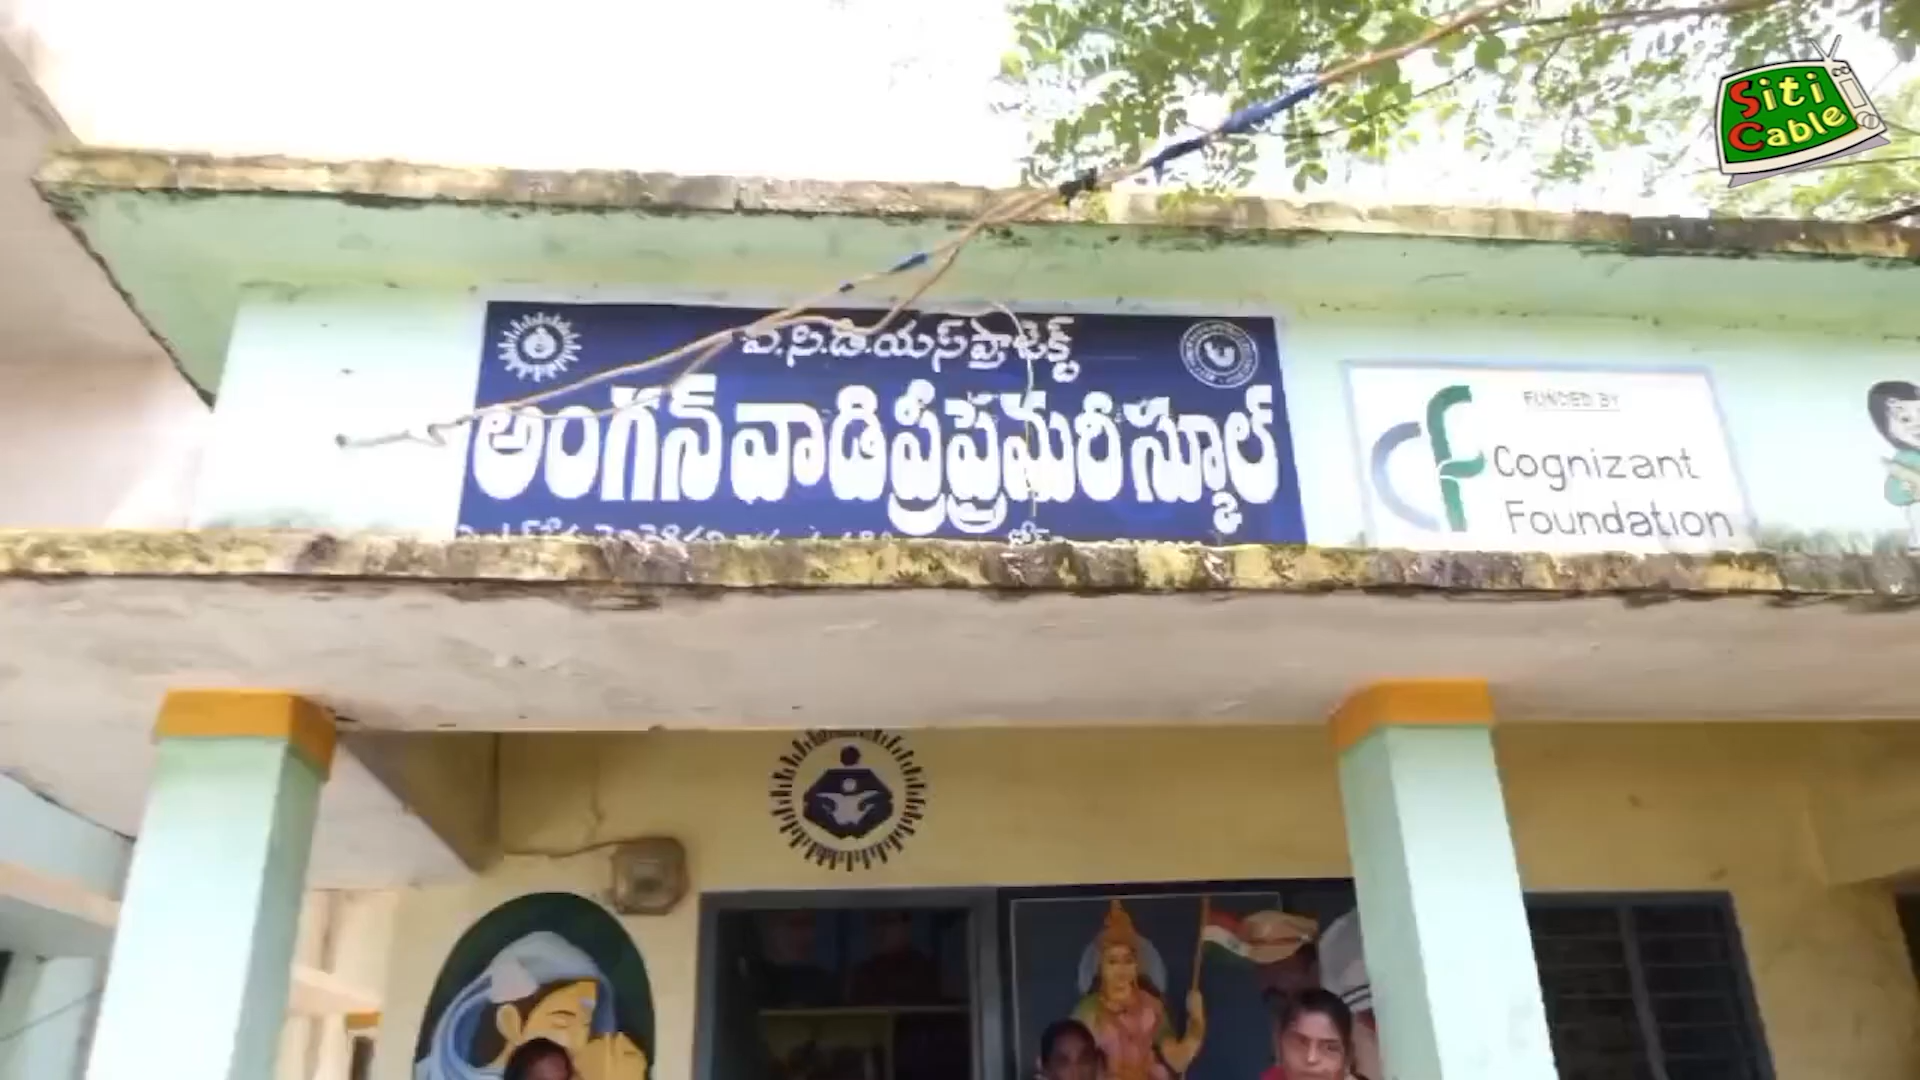 Siti
Cable
ఐ.సి.డి.యస్ ప్రాజెక్ట్
అంగన్ వాడి ప్రీ ప్రైమరీ స్కూల్
FUNDED BY
Cognizant
Foundation